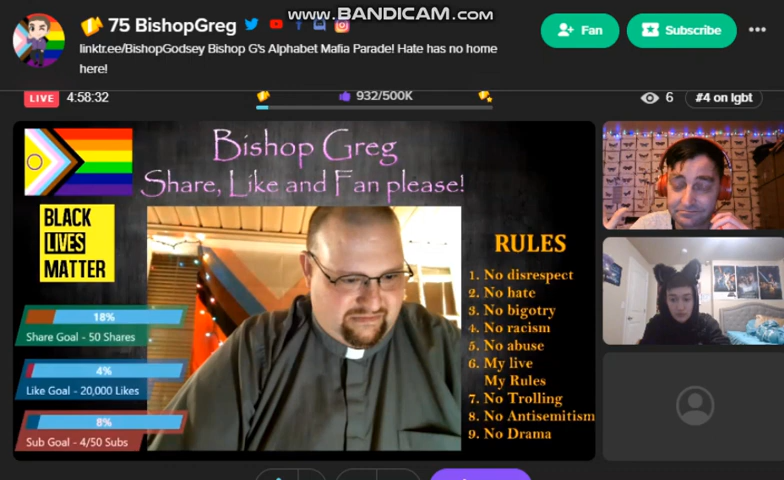 www.BANDICAM.com
75 BishopGreg
linktr.ee/BishopGodsey Bishop G's Alphabet Mafia Parade! Hate has no home
here!
Fan
Subscribe
LIVE 4:58:32
932/500K
6
#4 on lgbt
Bishop Greg
Share, Like and Fan please!
BLACK
LIVES
MATTER
18%
Share Goal - 50 Shares
4%
Like Goal - 20,000 Likes
8%
Sub Goal - 4/50 Subs
RULES
1. No disrespect
2. No hate
3. No bigotry
4. No racism
5. No abuse
6. My live
My Rules
7. No Trolling
8. No Antisemitism
9. No Drama